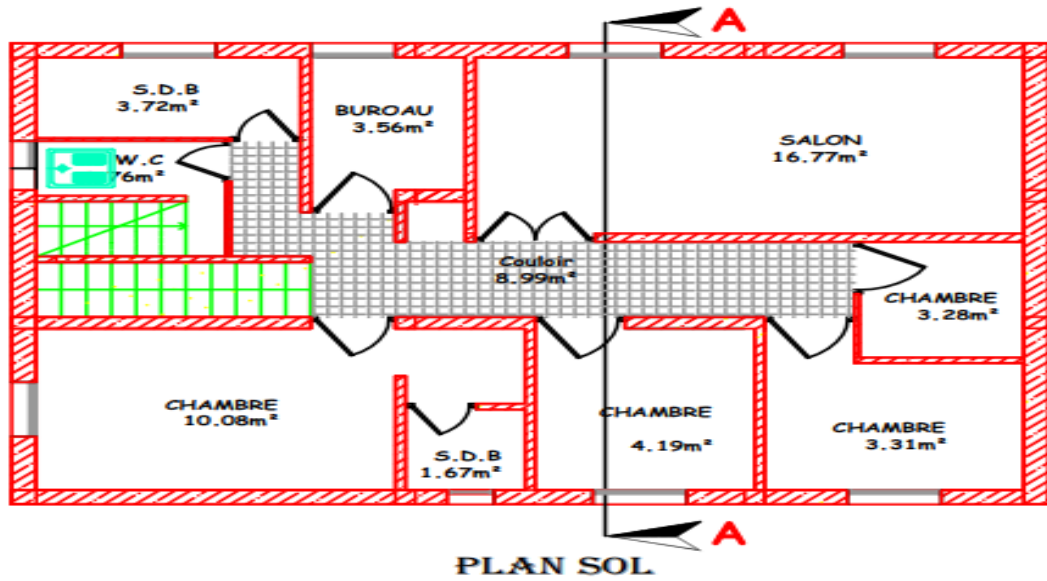 A
S.D.B
3.72m²
BUROAU
3.56m²
SALON
16.77m²
W.C
76m²
Couloir
8.99m²
CHAMBRE
3.28m²
CHAMBRE
10.08m²
CHAMBRE
4.19m²
CHAMBRE
3.31m²
S.D.B
1.67m²
A
PLAN SOL